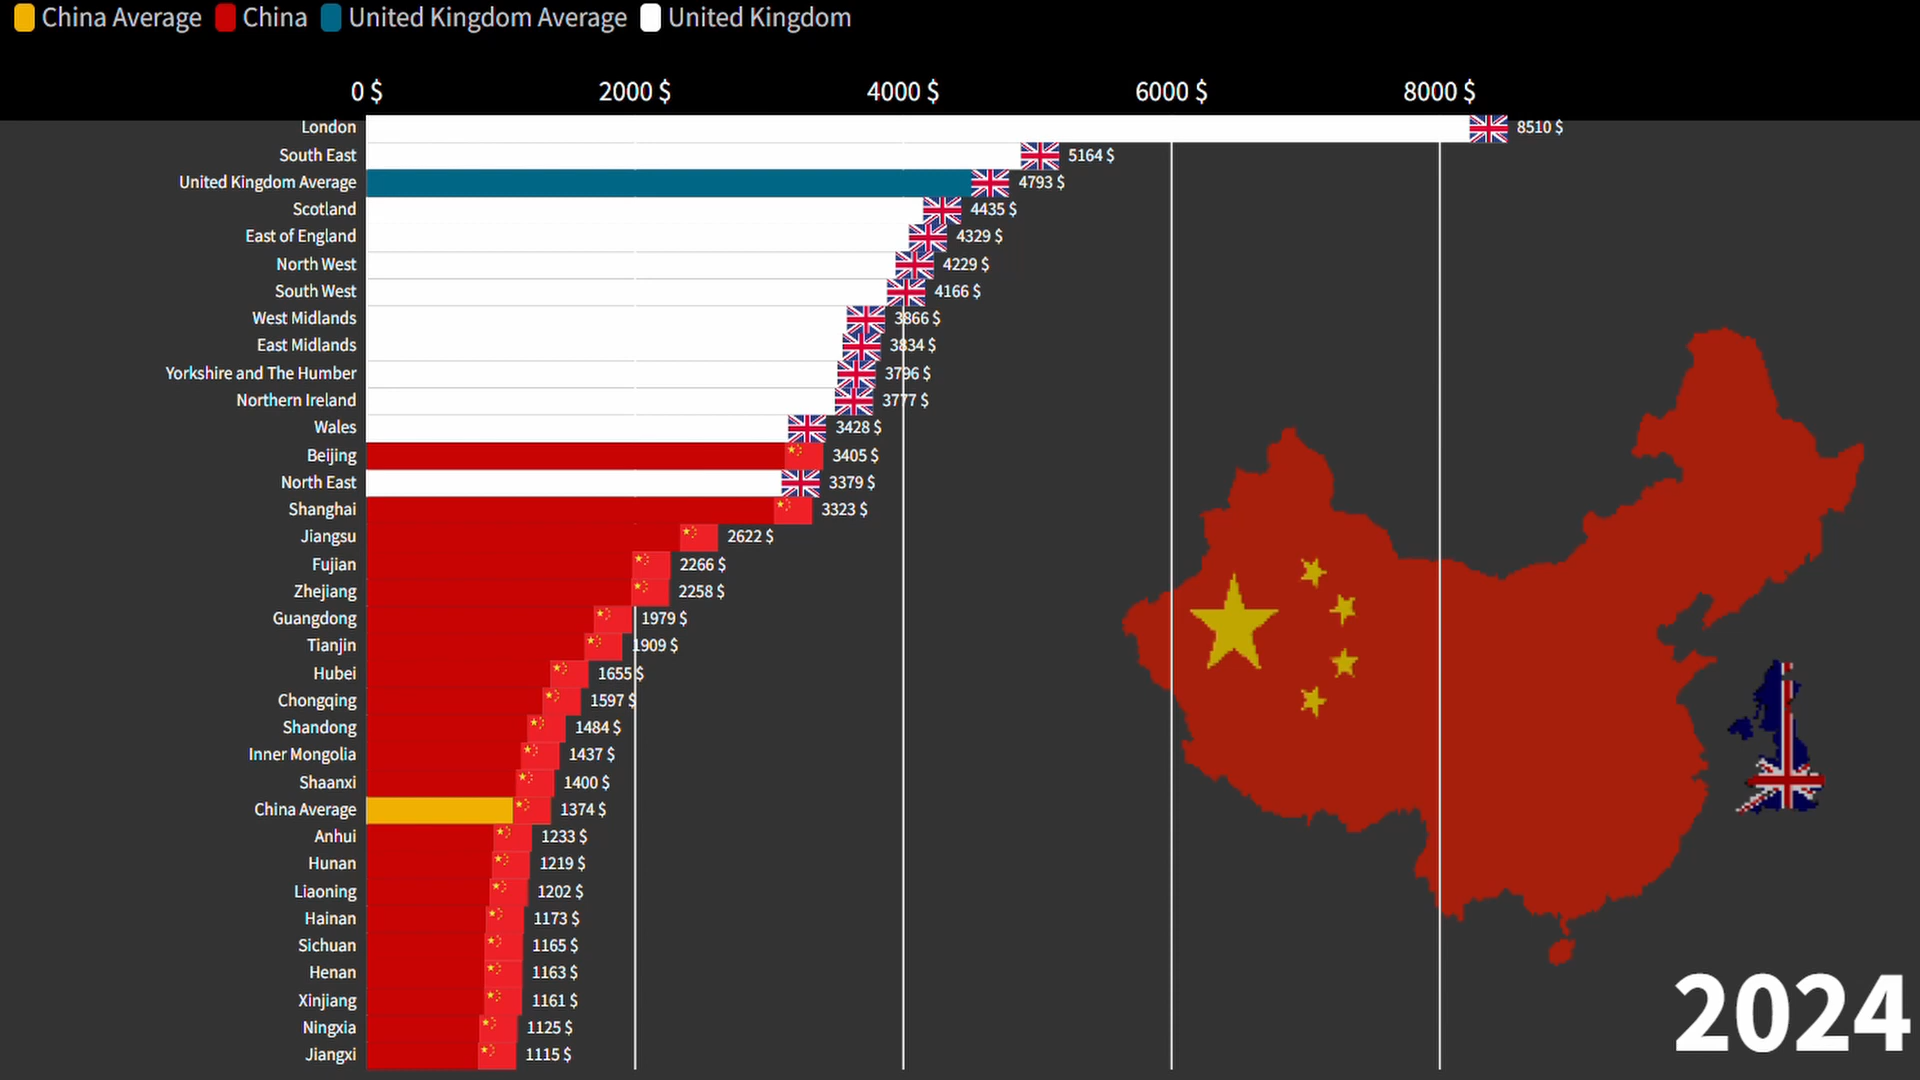 China Average China United Kingdom Average United Kingdom
0 $ 2000 $ 4000 $ 6000 $ 8000 $
London 8510 $
South East 5164 $
United Kingdom Average 4793 $
Scotland 4435 $
East of England 4329 $
North West 4229 $
South West 4166 $
West Midlands 3866 $
East Midlands 3834 $
Yorkshire and The Humber 3796 $
Northern Ireland 3777 $
Wales 3428 $
Beijing 3405 $
North East 3379 $
Shanghai 3323 $
Jiangsu 2622 $
Fujian 2266 $
Zhejiang 2258 $
Guangdong 1979 $
Tianjin 1909 $
Hubei 1655 $
Chongqing 1597 $
Shandong 1484 $
Inner Mongolia 1437 $
Shaanxi 1400 $
China Average 1374 $
Anhui 1233 $
Hunan 1219 $
Liaoning 1202 $
Hainan 1173 $
Sichuan 1165 $
Henan 1163 $
Xinjiang 1161 $
Ningxia 1125 $
Jiangxi 1115 $
2024